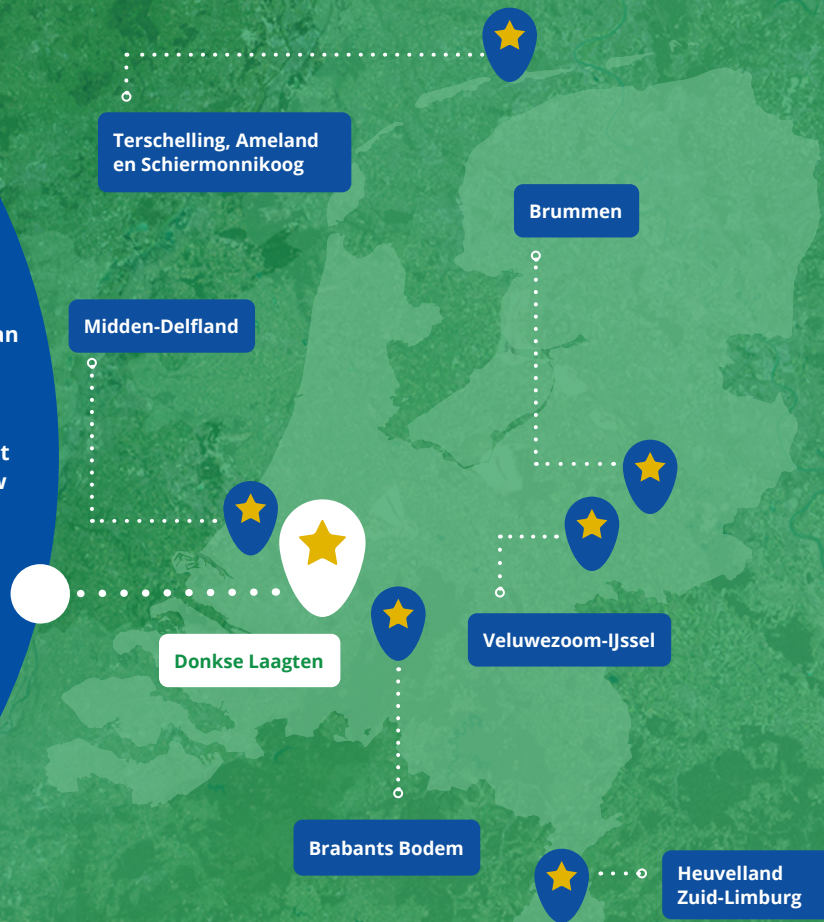 Terschelling, Ameland
en Schiermonnikoog
Brummen
Midden-Delfland
Donkse Laagten
Veluwezoom-IJssel
Brabants Bodem
Heuvelland
Zuid-Limburg